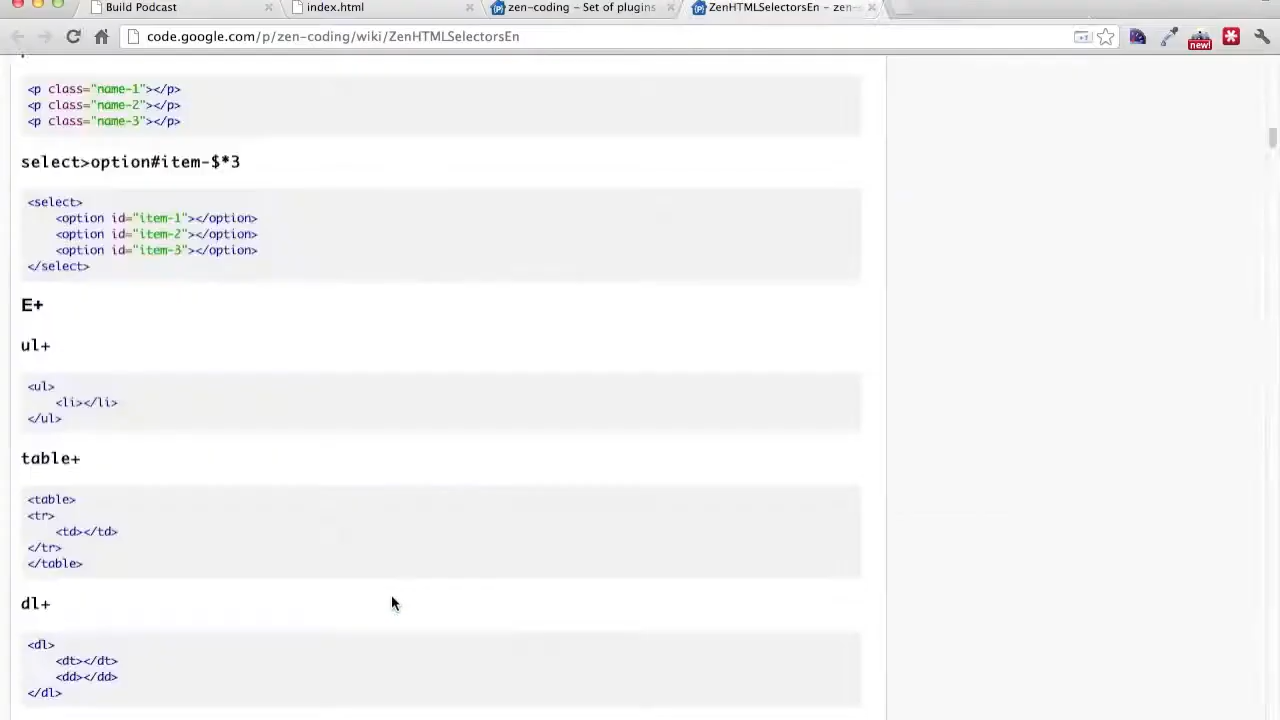 Build Podcast
index.html
zen-coding – Set of plugins
ZenHTMLSelectorsEn – zen–
code.google.com/p/zen-coding/wiki/ZenHTMLSelectorsEn
new!
<p class="name-1"></p>
<p class="name-2"></p>
<p class="name-3"></p>
select>option#item-$*3
<select>
    <option id="item-1"></option>
    <option id="item-2"></option>
    <option id="item-3"></option>
</select>
E+
ul+
<ul>
    <li></li>
</ul>
table+
<table>
<tr>
    <td></td>
</tr>
</table>
dl+
<dl>
    <dt></dt>
    <dd></dd>
</dl>